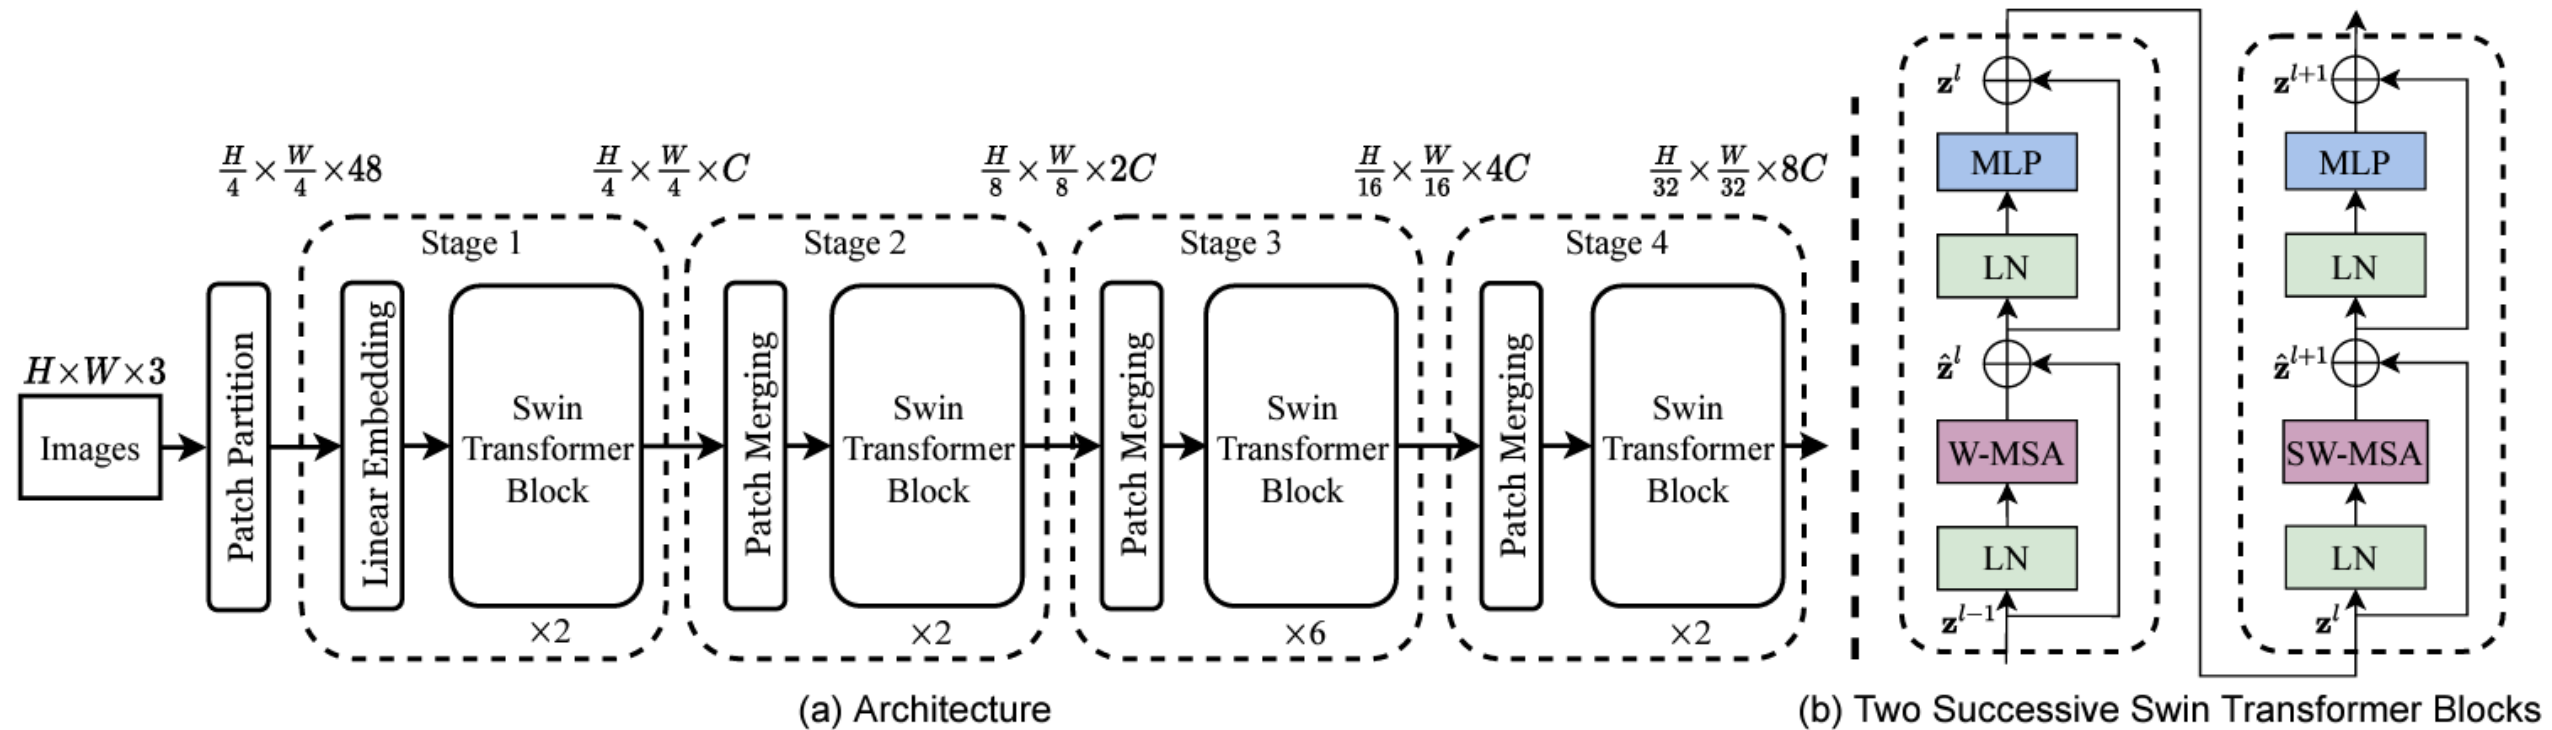 H/4 × W/4 × 48
H/4 × W/4 × C
H/8 × W/8 × 2C
H/16 × W/16 × 4C
H/32 × W/32 × 8C
Stage 1
Stage 2
Stage 3
Stage 4
H×W×3
Images
Patch Partition
Linear Embedding
Swin
Transformer
Block
×2
Patch Merging
Swin
Transformer
Block
×2
Patch Merging
Swin
Transformer
Block
×6
Patch Merging
Swin
Transformer
Block
×2
(a) Architecture
z^l
MLP
LN
ẑ^l
W-MSA
LN
z^{l−1}
z^{l+1}
MLP
LN
ẑ^{l+1}
SW-MSA
LN
z^l
(b) Two Successive Swin Transformer Blocks